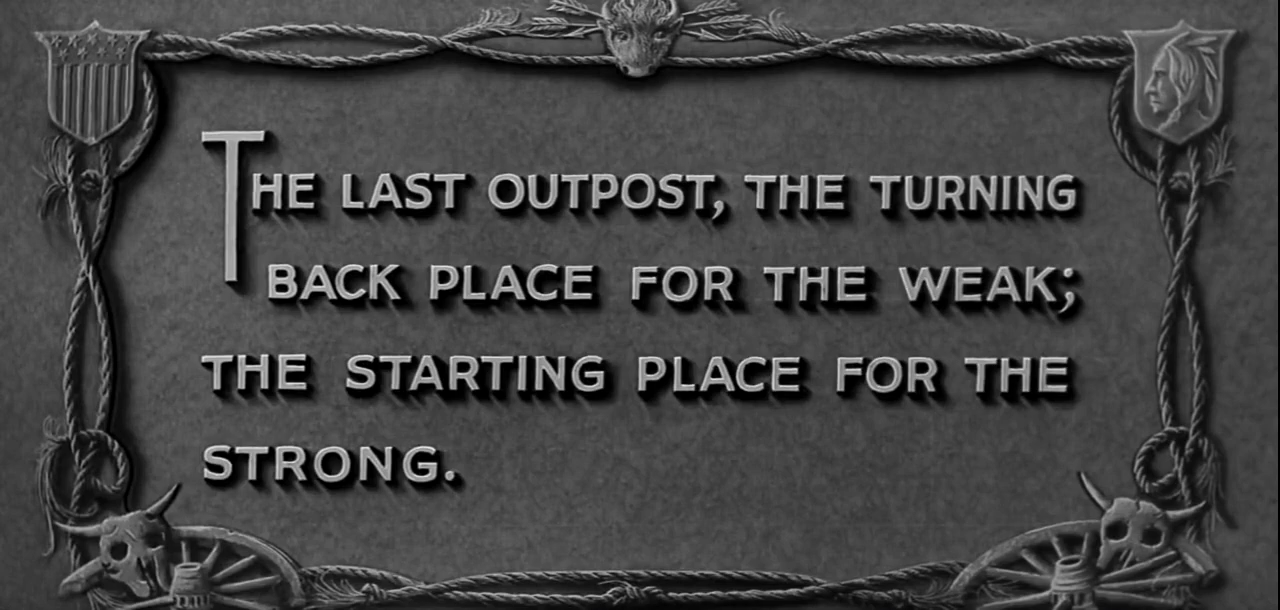 THE LAST OUTPOST, THE TURNING
BACK PLACE FOR THE WEAK;
THE STARTING PLACE FOR THE
STRONG.